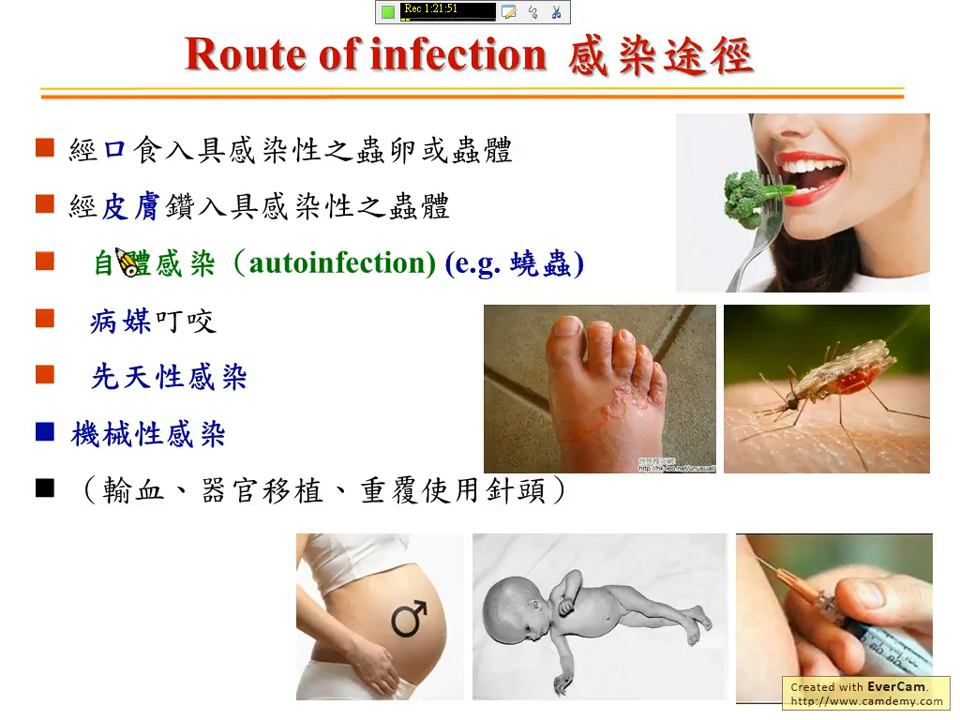 Rec 1:21:51
Route of infection 感染途徑
經口食入具感染性之蟲卵或蟲體
經皮膚鑽入具感染性之蟲體
自體感染（autoinfection) (e.g. 蟯蟲)
病媒叮咬
先天性感染
機械性感染
（輸血、器官移植、重覆使用針頭）
Created with EverCam.
http://www.camdemy.com